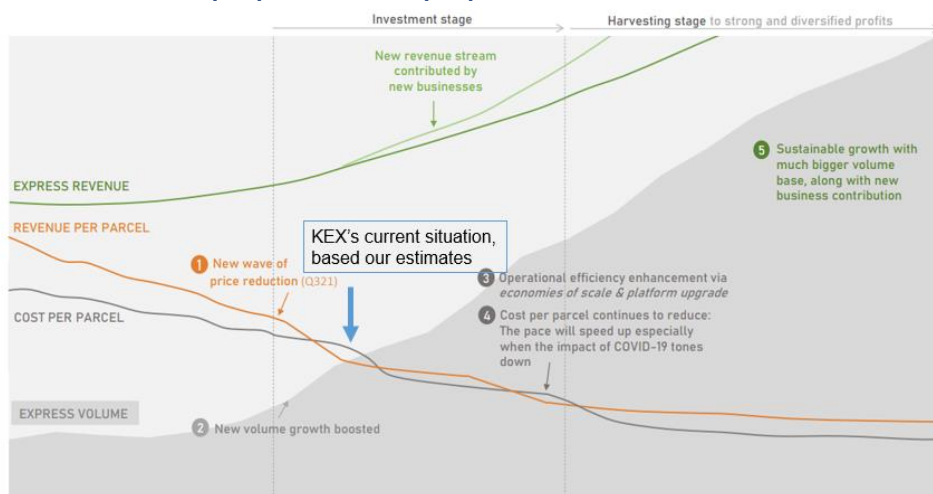 Investment stage
Harvesting stage to strong and diversified profits
New revenue stream
contributed by
new businesses
5 Sustainable growth with
much bigger volume
base, along with new
business contribution
EXPRESS REVENUE
REVENUE PER PARCEL
KEX's current situation,
based our estimates
1 New wave of
price reduction (Q321)
3 Operational efficiency enhancement via
economies of scale & platform upgrade
COST PER PARCEL
4 Cost per parcel continues to reduce:
The pace will speed up especially
when the impact of COVID-19 tones
down
EXPRESS VOLUME
2 New volume growth boosted